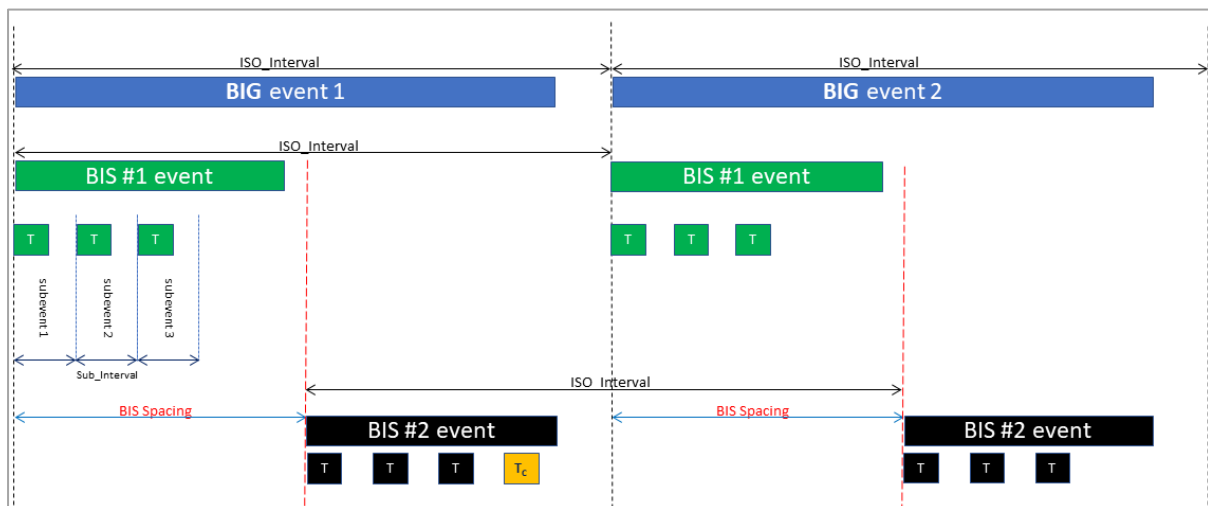 ISO_Interval ISO_Interval
BIG event 1 BIG event 2
ISO_Interval
BIS #1 event BIS #1 event
T T T T T T
subevent 1 subevent 2 subevent 3
Sub_Interval
ISO_Interval
BIS Spacing BIS Spacing
BIS #2 event BIS #2 event
T T T Tc T T T